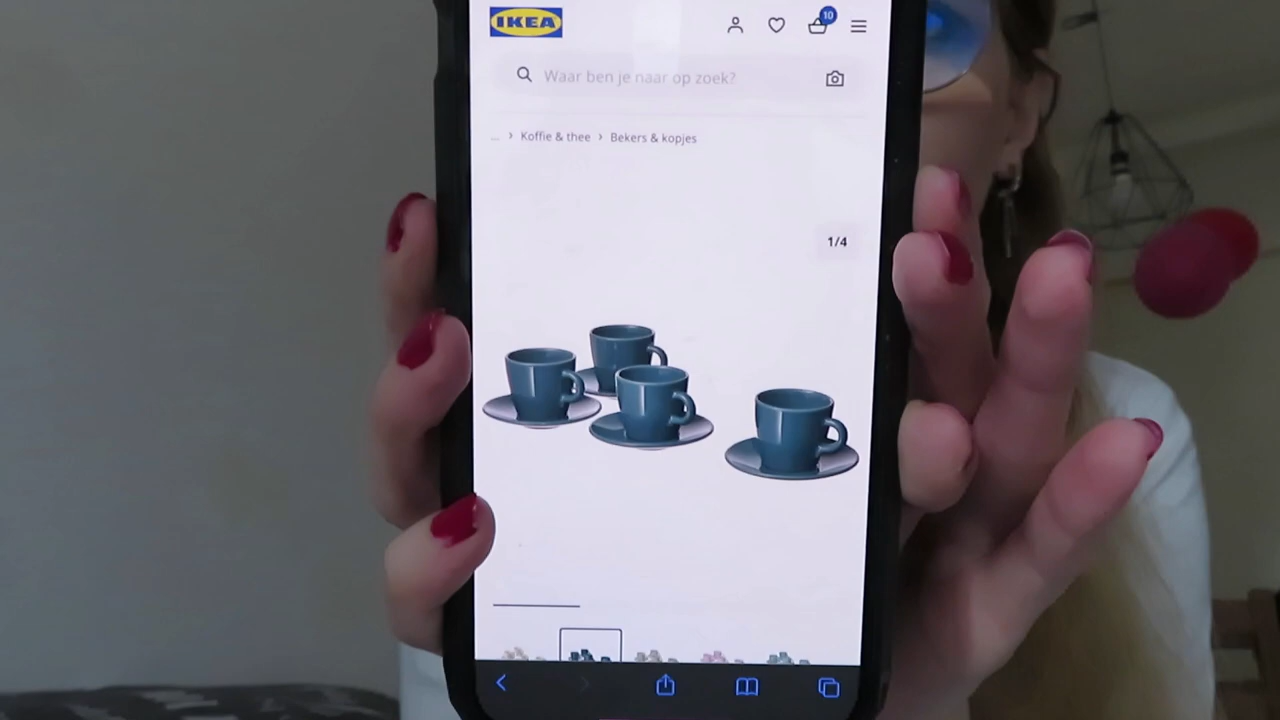 IKEA
10
Waar ben je naar op zoek?
... > Koffie & thee > Bekers & kopjes
1/4